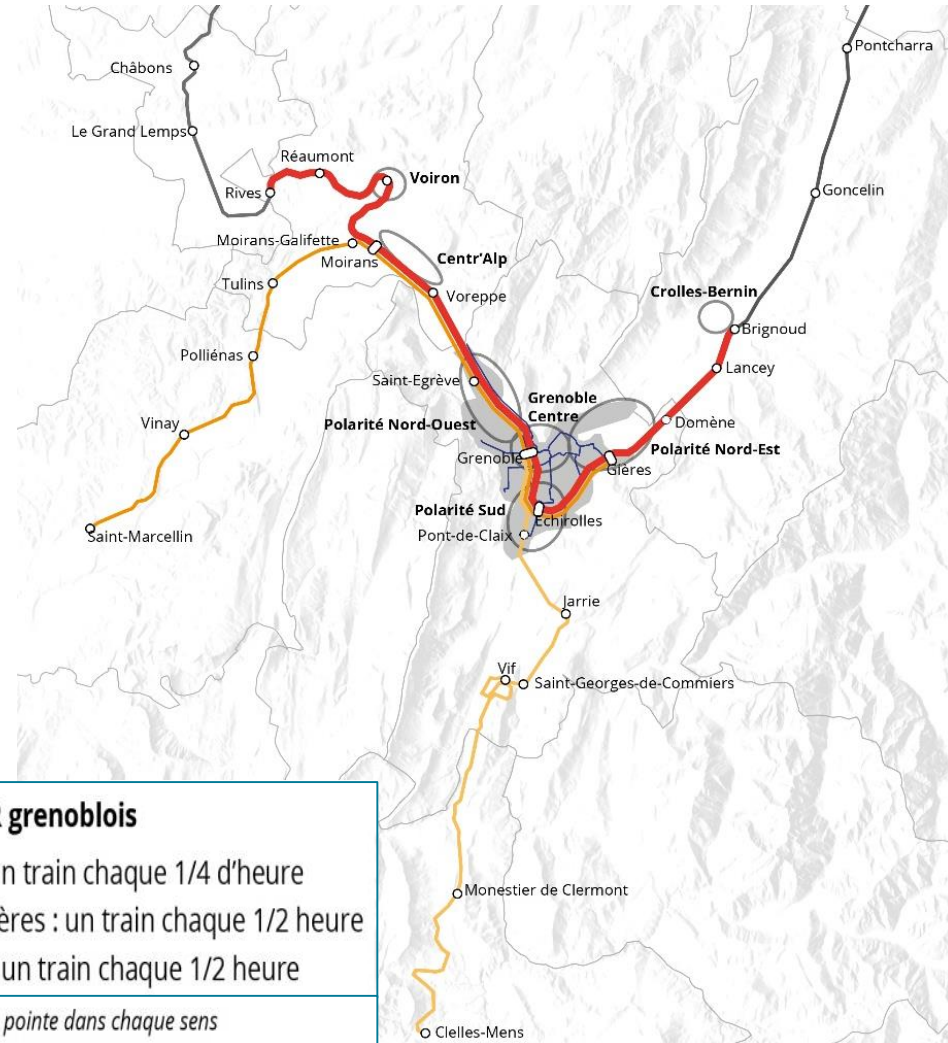 Pontcharra
Châbons
Le Grand Lemps
Réaumont
Voiron
Rives
Goncelin
Moirans-Galifette
Moirans
Centr'Alp
Tulins
Voreppe
Crolles-Bernin
Brignoud
Polliénas
Lancey
Saint-Egrève
Grenoble
Centre
Vinay
Polarité Nord-Ouest
Domène
Polarité Nord-Est
Grenoble
Gières
Polarité Sud
Echirolles
Saint-Marcellin
Pont-de-Claix
Jarrie
Vif
Saint-Georges-de-Commiers
grenoblois
n train chaque 1/4 d'heure
ères : un train chaque 1/2 heure
un train chaque 1/2 heure
pointe dans chaque sens
Monestier de Clermont
Clelles-Mens